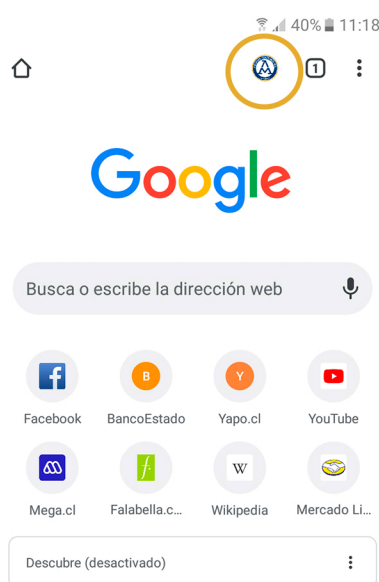 40% 11:18
1
Google
Busca o escribe la dirección web
f
B
Y
Facebook BancoEstado Yapo.cl YouTube
f.
W
Mega.cl Falabella.c... Wikipedia Mercado Li...
Descubre (desactivado)